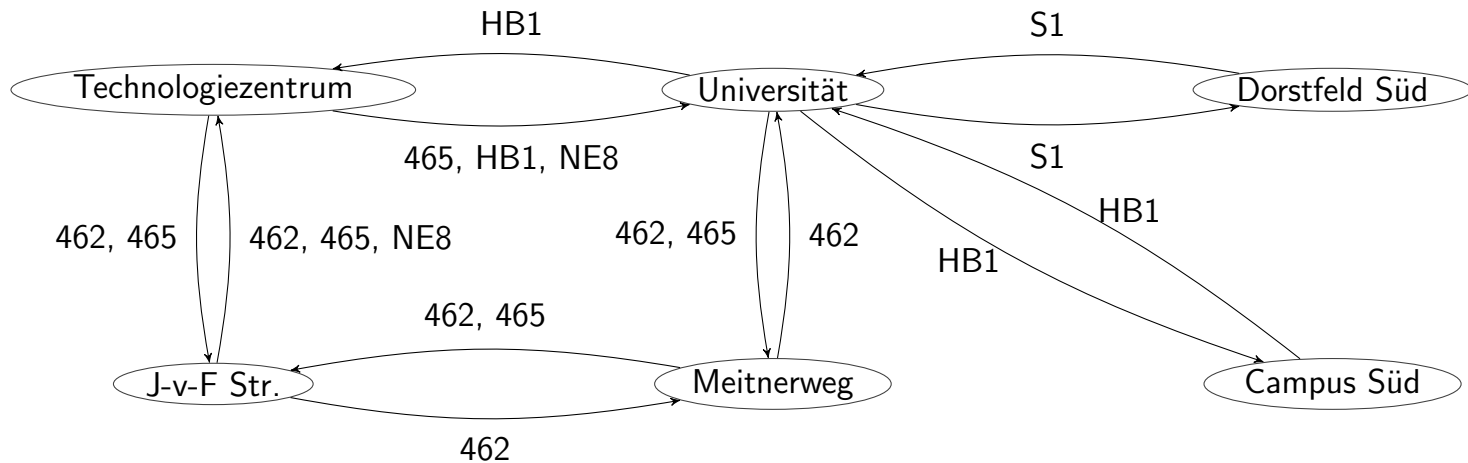 HB1
S1
Technologiezentrum
Universität
Dorstfeld Süd
465, HB1, NE8
S1
HB1
462, 465
462, 465, NE8
462, 465
462
HB1
462, 465
J-v-F Str.
Meitnerweg
Campus Süd
462